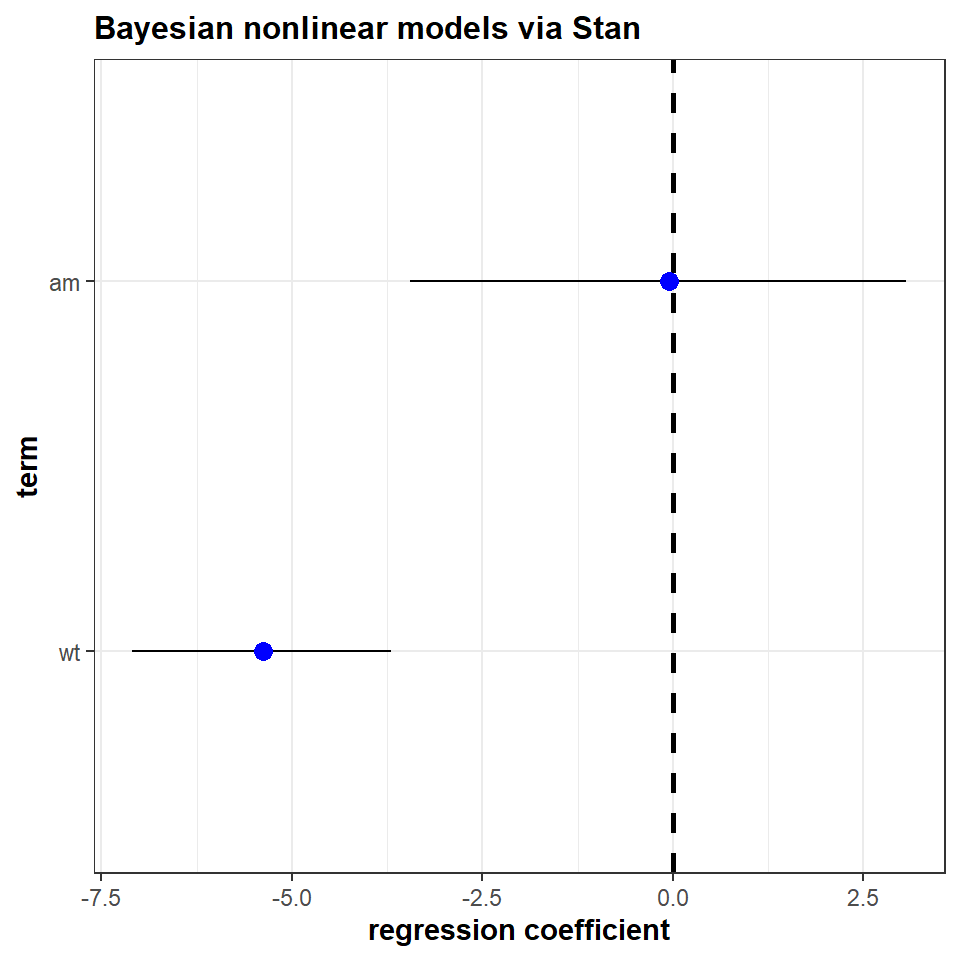 Bayesian nonlinear models via Stan
am
wt
term
-7.5
-5.0
-2.5
0.0
2.5
regression coefficient